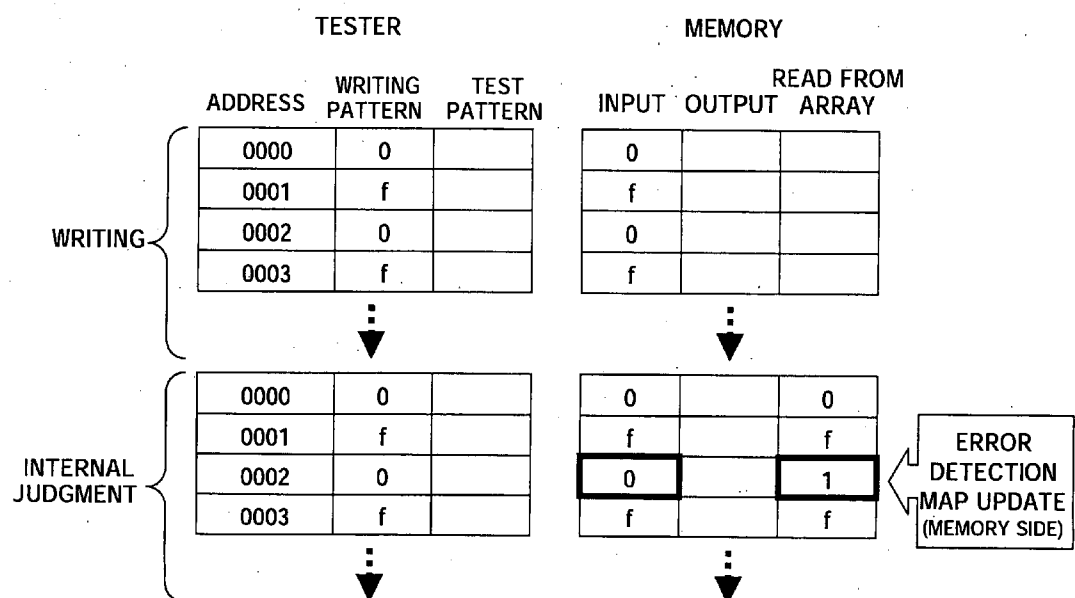 TESTER MEMORY
ADDRESS WRITING PATTERN TEST PATTERN INPUT OUTPUT READ FROM ARRAY
WRITING
0000 0 0
0001 f f
0002 0 0
0003 f f
INTERNAL JUDGMENT
0000 0 0 0
0001 f f f
0002 0 0 1
0003 f f f
ERROR
DETECTION
MAP UPDATE
(MEMORY SIDE)